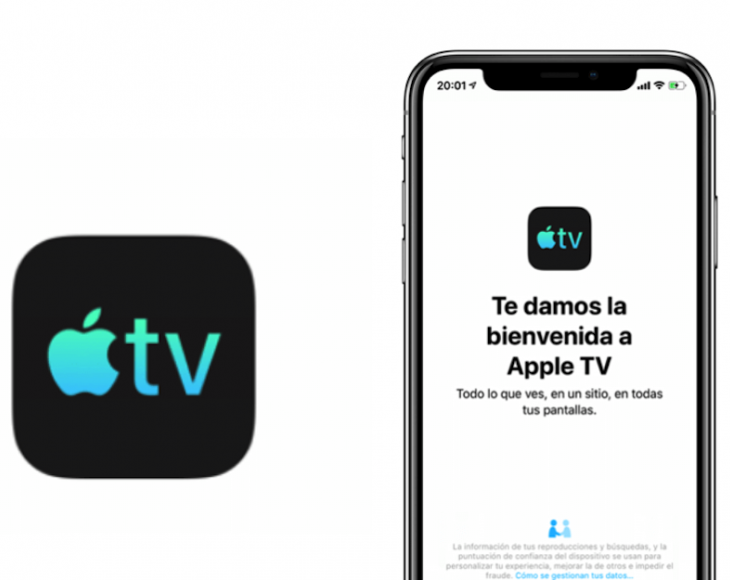 tv
20:01
tv
Te damos la
bienvenida a
Apple TV
Todo lo que ves, en un sitio, en todas
tus pantallas.
La información de tus reproducciones y búsquedas, y la
puntuación de confianza del dispositivo se usan para
personalizar tu experiencia, mejorar la de otros e impedir el
fraude. Cómo se gestionan tus datos...